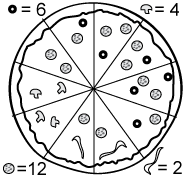 = 6 = 4
= 12 = 2